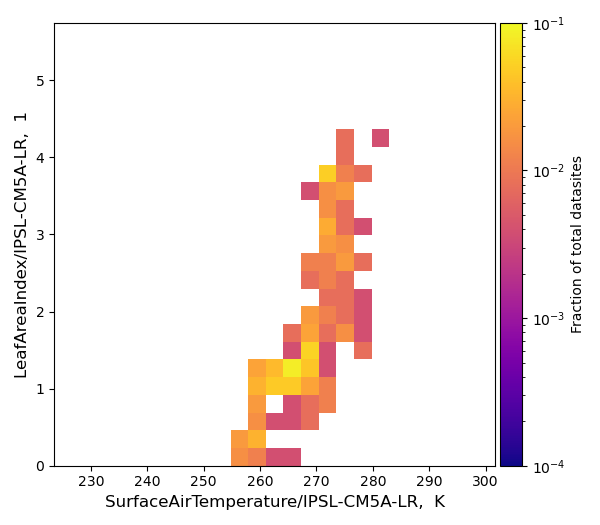 5
4
3
2
1
0
LeafAreaIndex/IPSL-CM5A-LR, 1
230 240 250 260 270 280 290 300
SurfaceAirTemperature/IPSL-CM5A-LR, K
10⁻¹
10⁻²
10⁻³
10⁻⁴
Fraction of total datasites